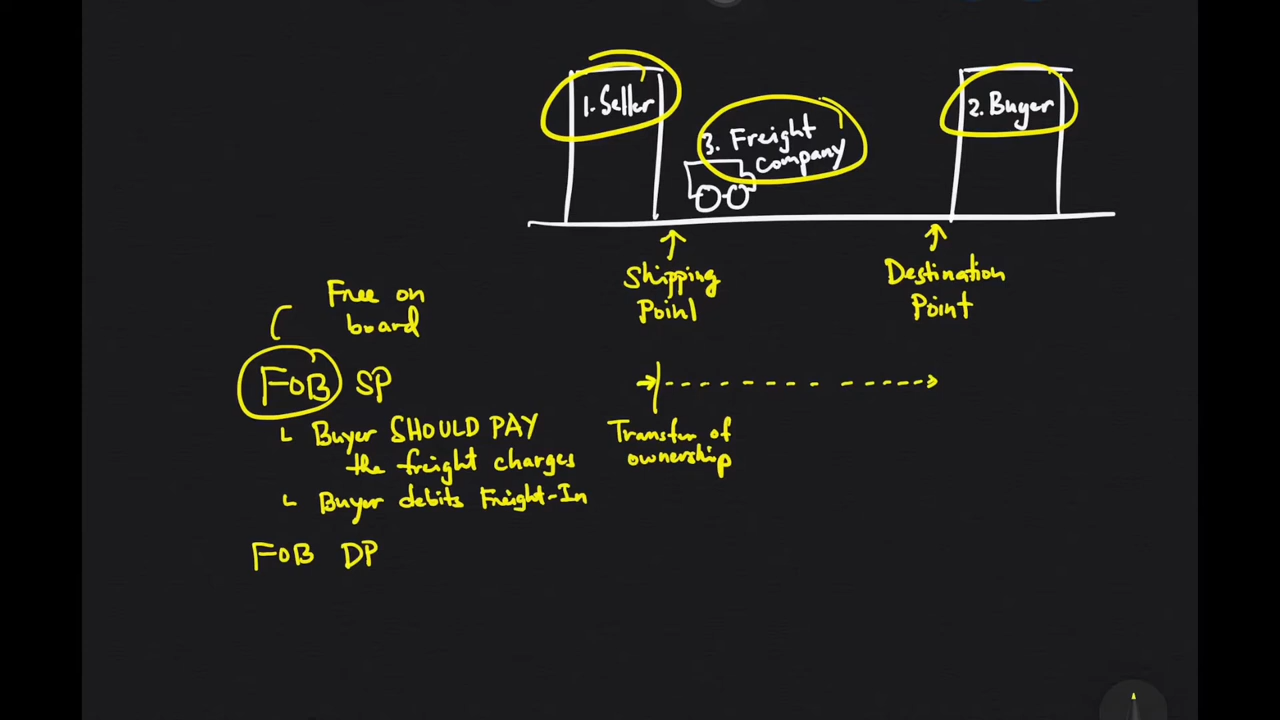 1. Seller
2. Buyer
3. Freight
company
Shipping
Point
Destination
Point
Free on
board
FOB SP
Buyer SHOULD PAY
the freight charges
Buyer debits Freight-In
Transfer of
ownership
FOB DP